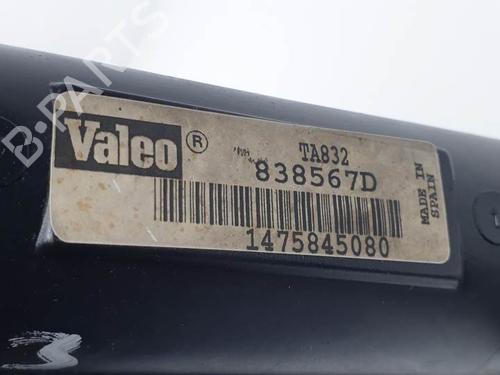 Valeo ®
TA832
838567D
1475845080
MADE IN
SPAIN
B-PARTS